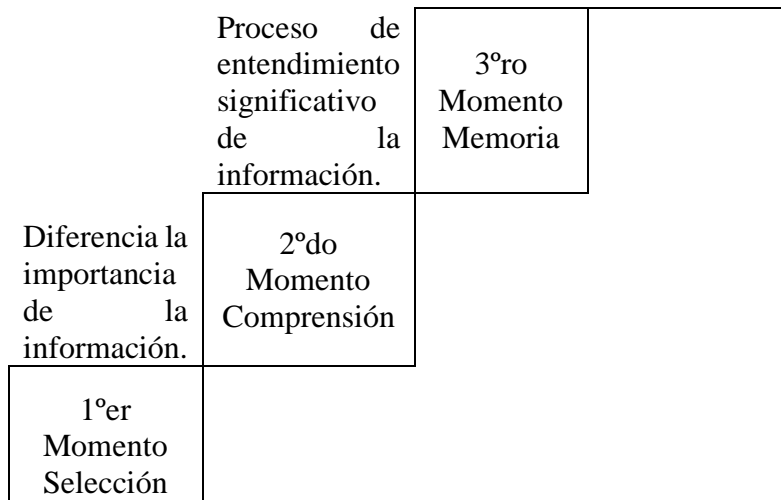 Proceso de
entendimiento
significativo
de la
información.
3ºro
Momento
Memoria
Diferencia la
importancia
de la
información.
2ºdo
Momento
Comprensión
1ºer
Momento
Selección